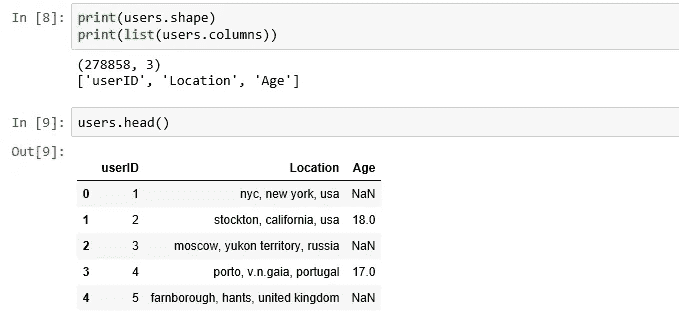 In [8]: print(users.shape)
print(list(users.columns))
(278858, 3)
['userID', 'Location', 'Age']
In [9]: users.head()
Out[9]:
userID Location Age
0 1 nyc, new york, usa NaN
1 2 stockton, california, usa 18.0
2 3 moscow, yukon territory, russia NaN
3 4 porto, v.n.gaia, portugal 17.0
4 5 farnborough, hants, united kingdom NaN